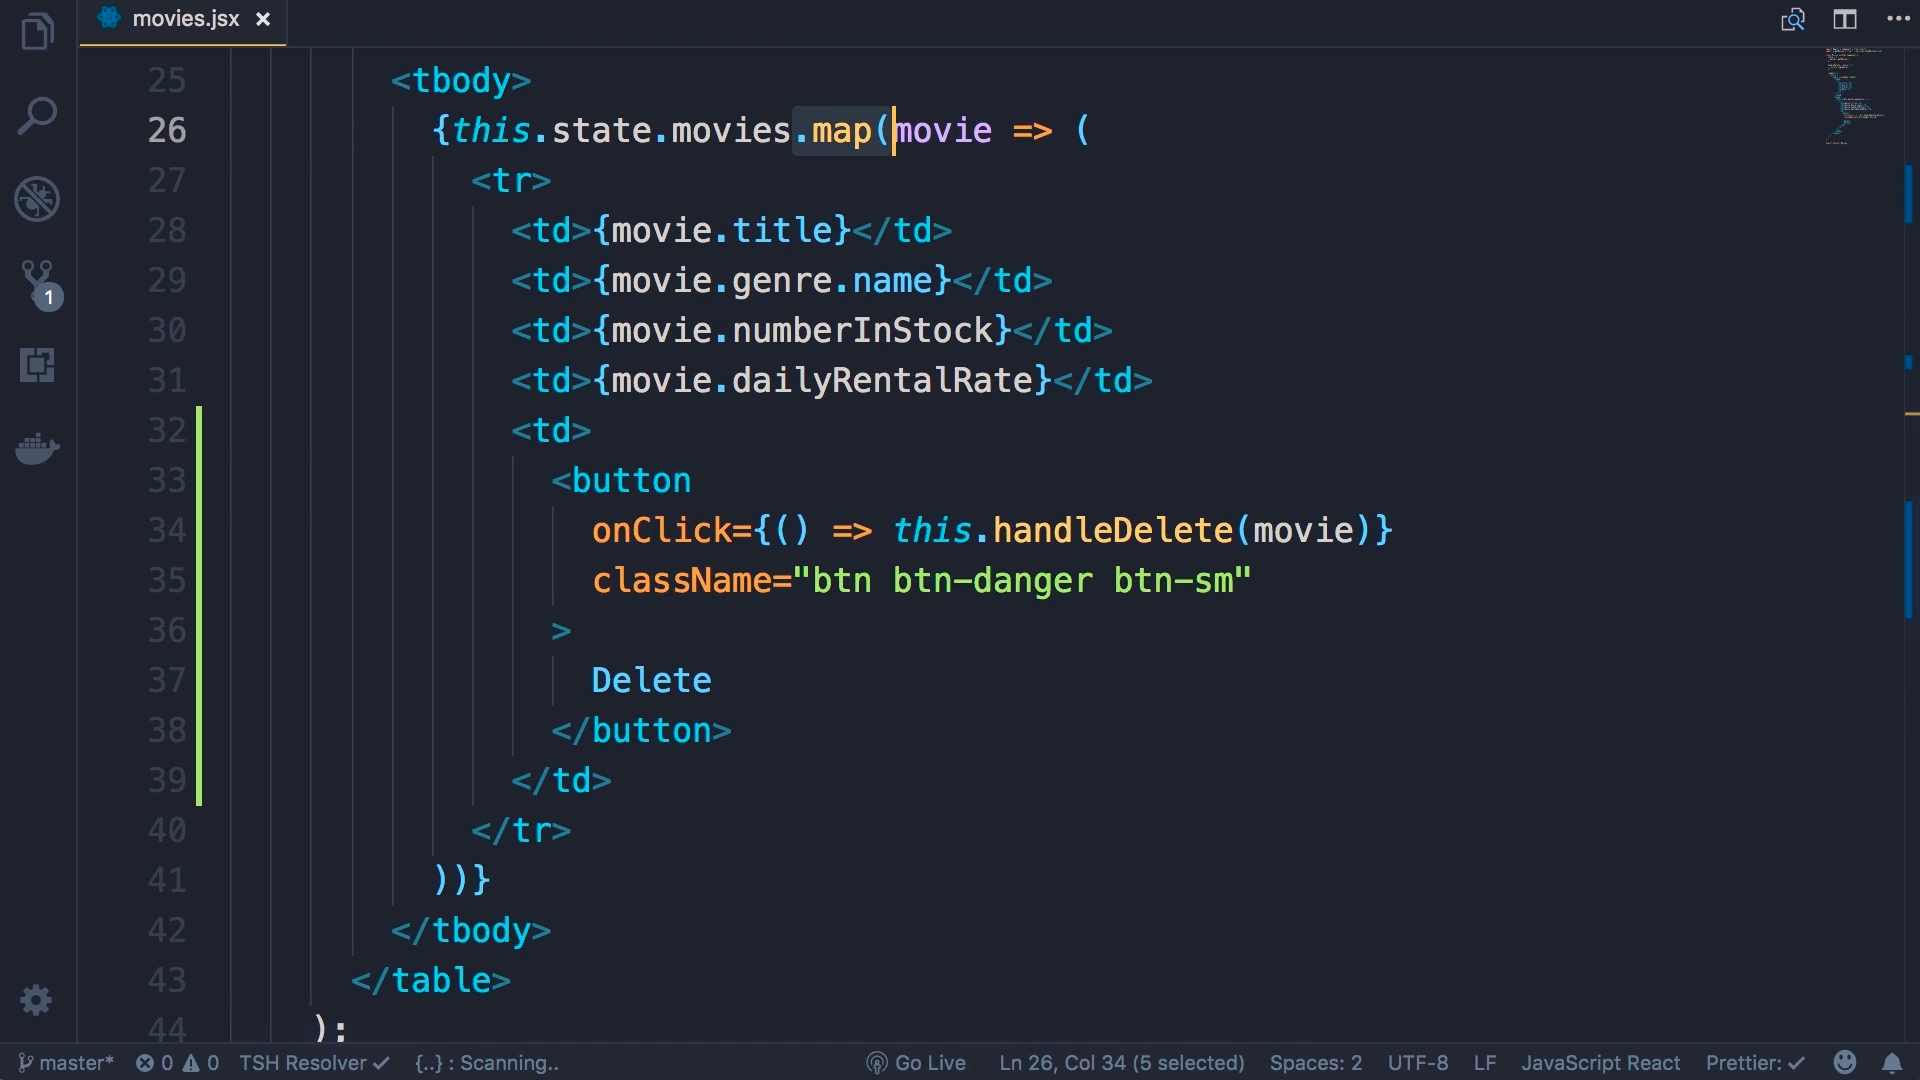 movies.jsx ×
25 <tbody>
26 {this.state.movies.map(movie => (
27 <tr>
28 <td>{movie.title}</td>
29 <td>{movie.genre.name}</td>
30 <td>{movie.numberInStock}</td>
31 <td>{movie.dailyRentalRate}</td>
32 <td>
33 <button
34 onClick={() => this.handleDelete(movie)}
35 className="btn btn-danger btn-sm"
36 >
37 Delete
38 </button>
39 </td>
40 </tr>
41 ))}
42 </tbody>
43 </table>
44 );
1
master* 0 0 TSH Resolver ✓ {..} : Scanning.. Go Live Ln 26, Col 34 (5 selected) Spaces: 2 UTF-8 LF JavaScript React Prettier: ✓